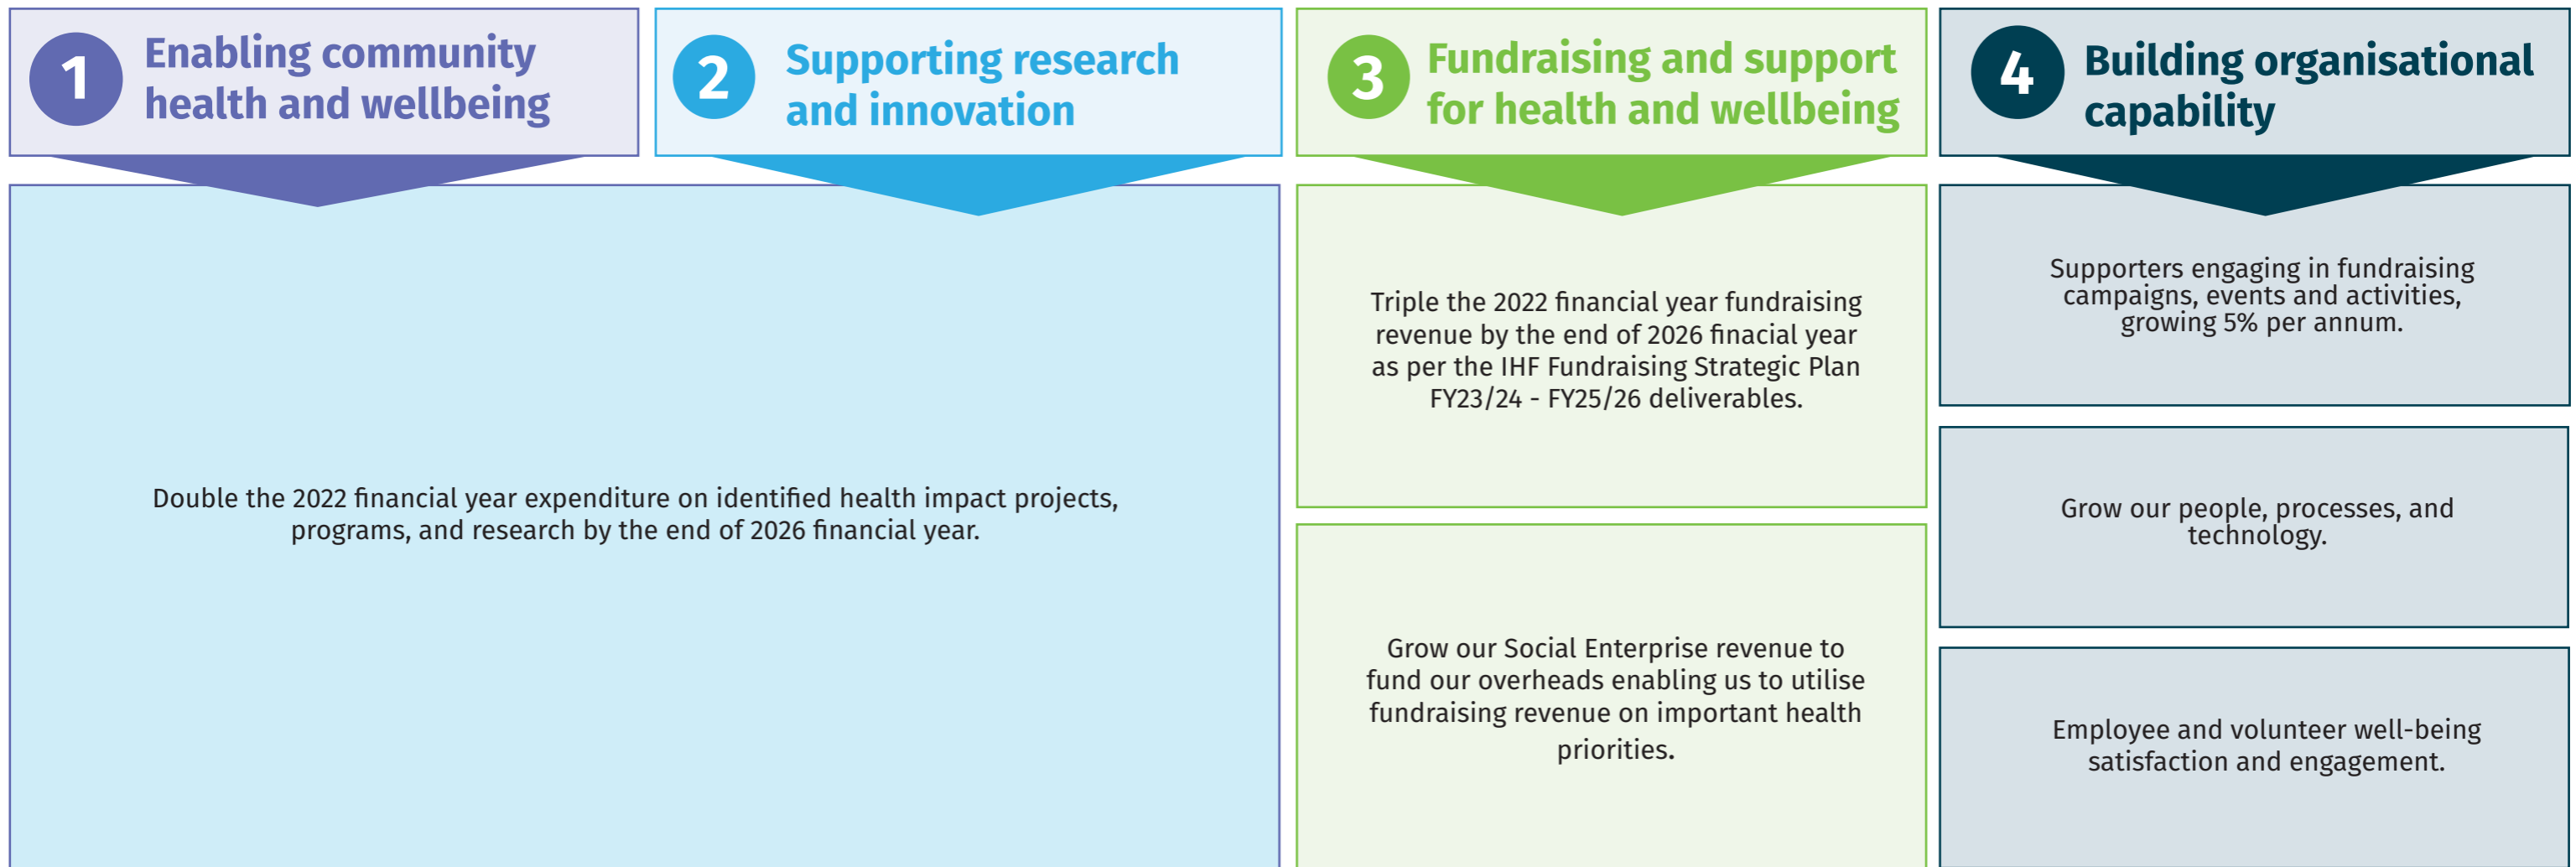 1
Enabling community
health and wellbeing
2
Supporting research
and innovation
3
Fundraising and support
for health and wellbeing
4
Building organisational
capability
Double the 2022 financial year expenditure on identified health impact projects,
programs, and research by the end of 2026 financial year.
Triple the 2022 financial year fundraising
revenue by the end of 2026 finacial year
as per the IHF Fundraising Strategic Plan
FY23/24 - FY25/26 deliverables.
Grow our Social Enterprise revenue to
fund our overheads enabling us to utilise
fundraising revenue on important health
priorities.
Supporters engaging in fundraising
campaigns, events and activities,
growing 5% per annum.
Grow our people, processes, and
technology.
Employee and volunteer well-being
satisfaction and engagement.